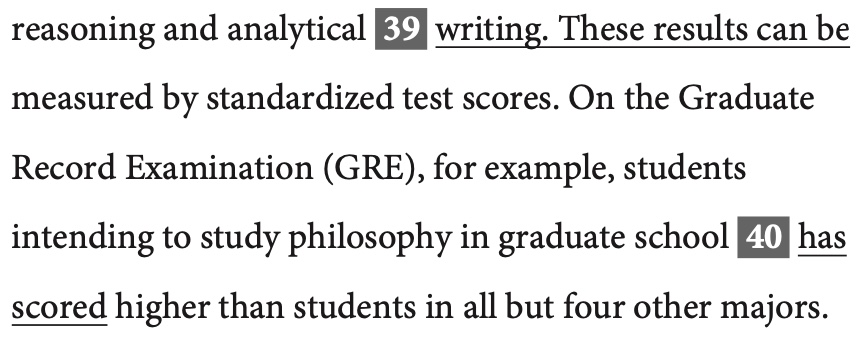 reasoning and analytical 39 writing. These results can be
measured by standardized test scores. On the Graduate
Record Examination (GRE), for example, students
intending to study philosophy in graduate school 40 has
scored higher than students in all but four other majors.